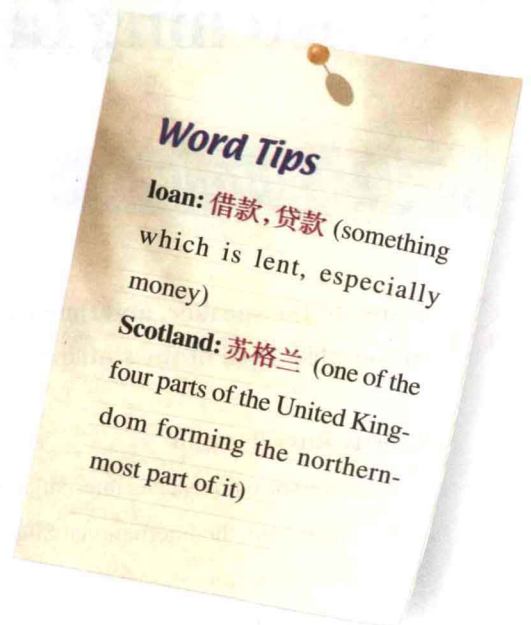 Word Tips
loan: 借款,贷款 (something
which is lent, especially
money)
Scotland: 苏格兰 (one of the
four parts of the United King-
dom forming the northern-
most part of it)